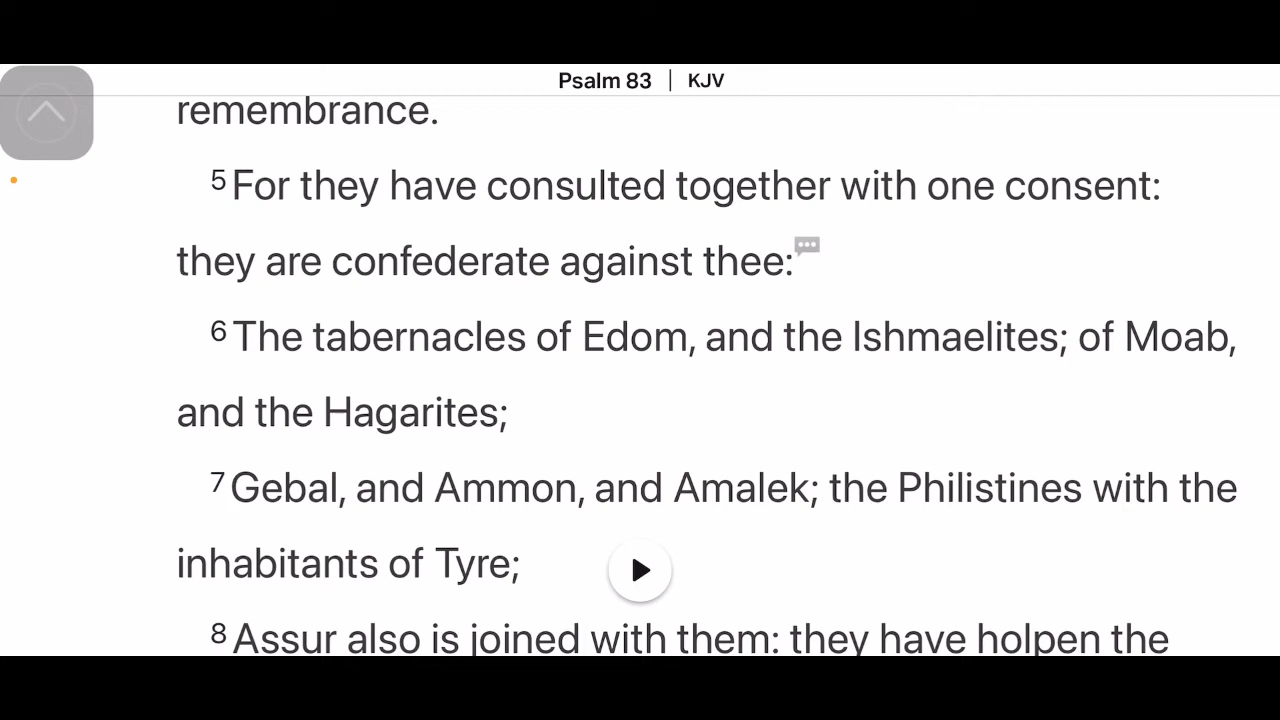 Psalm 83 | KJV
remembrance.
5 For they have consulted together with one consent:
they are confederate against thee:
6 The tabernacles of Edom, and the Ishmaelites; of Moab,
and the Hagarites;
7 Gebal, and Ammon, and Amalek; the Philistines with the
inhabitants of Tyre;
8 Assur also is joined with them: they have holpen the